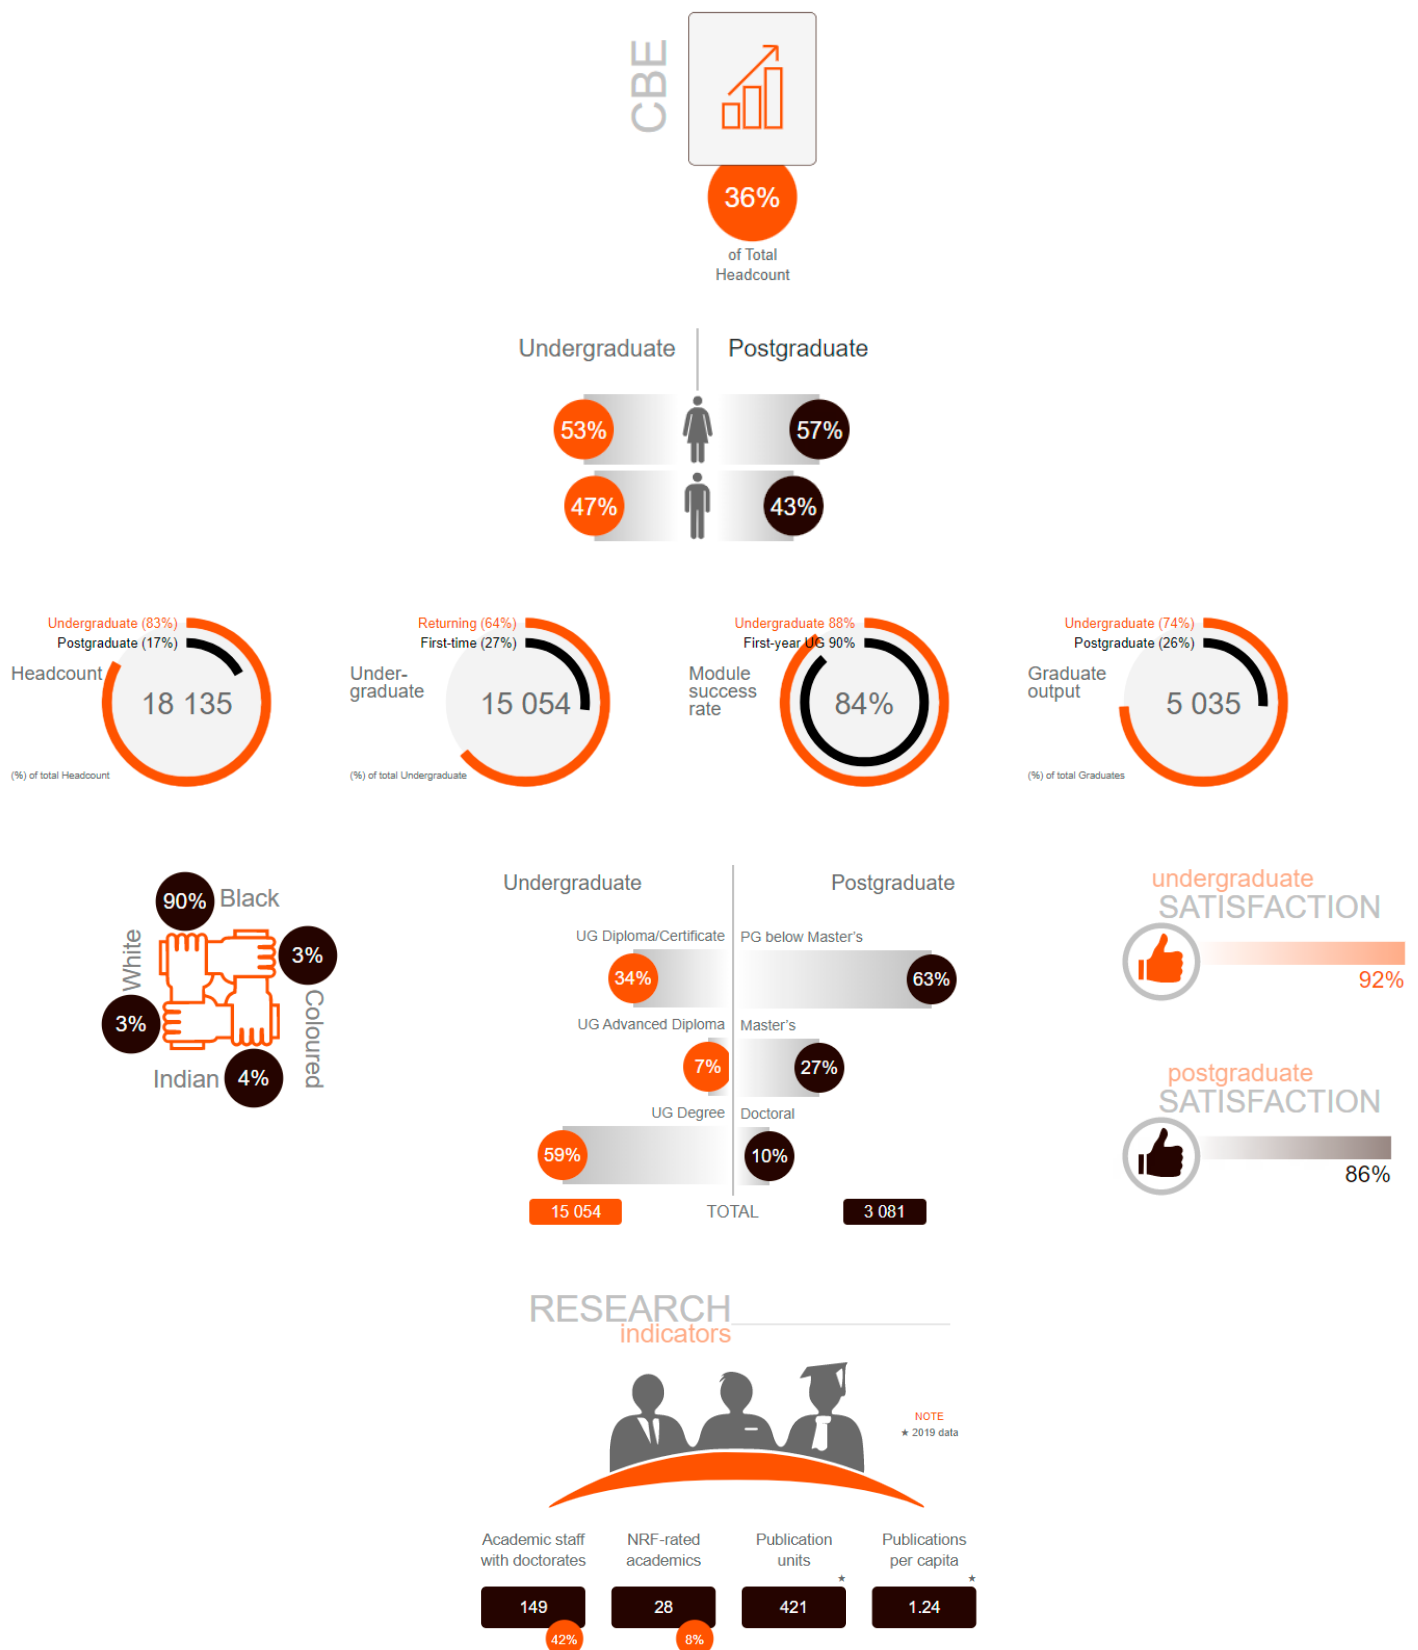 CBE
36%
of Total
Headcount
Undergraduate
Postgraduate
53%
57%
47%
43%
Undergraduate (83%)
Postgraduate (17%)
Headcount
18 135
(%) of total Headcount
Returning (64%)
First-time (27%)
Under-
graduate
15 054
(%) of total Undergraduate
Undergraduate 88%
First-year UG 90%
Module
success
rate
84%
Undergraduate (74%)
Postgraduate (26%)
Graduate
output
5 035
(%) of total Graduates
90%
Black
White
3%
Coloured
3%
Indian
4%
Undergraduate
Postgraduate
UG Diploma/Certificate
PG below Master's
34%
63%
UG Advanced Diploma
Master's
7%
27%
UG Degree
Doctoral
59%
10%
15 054
TOTAL
3 081
undergraduate
SATISFACTION
92%
postgraduate
SATISFACTION
86%
RESEARCH
indicators
NOTE
★ 2019 data
Academic staff
with doctorates
149
42%
NRF-rated
academics
28
8%
Publication
units
★
421
Publications
per capita
★
1.24